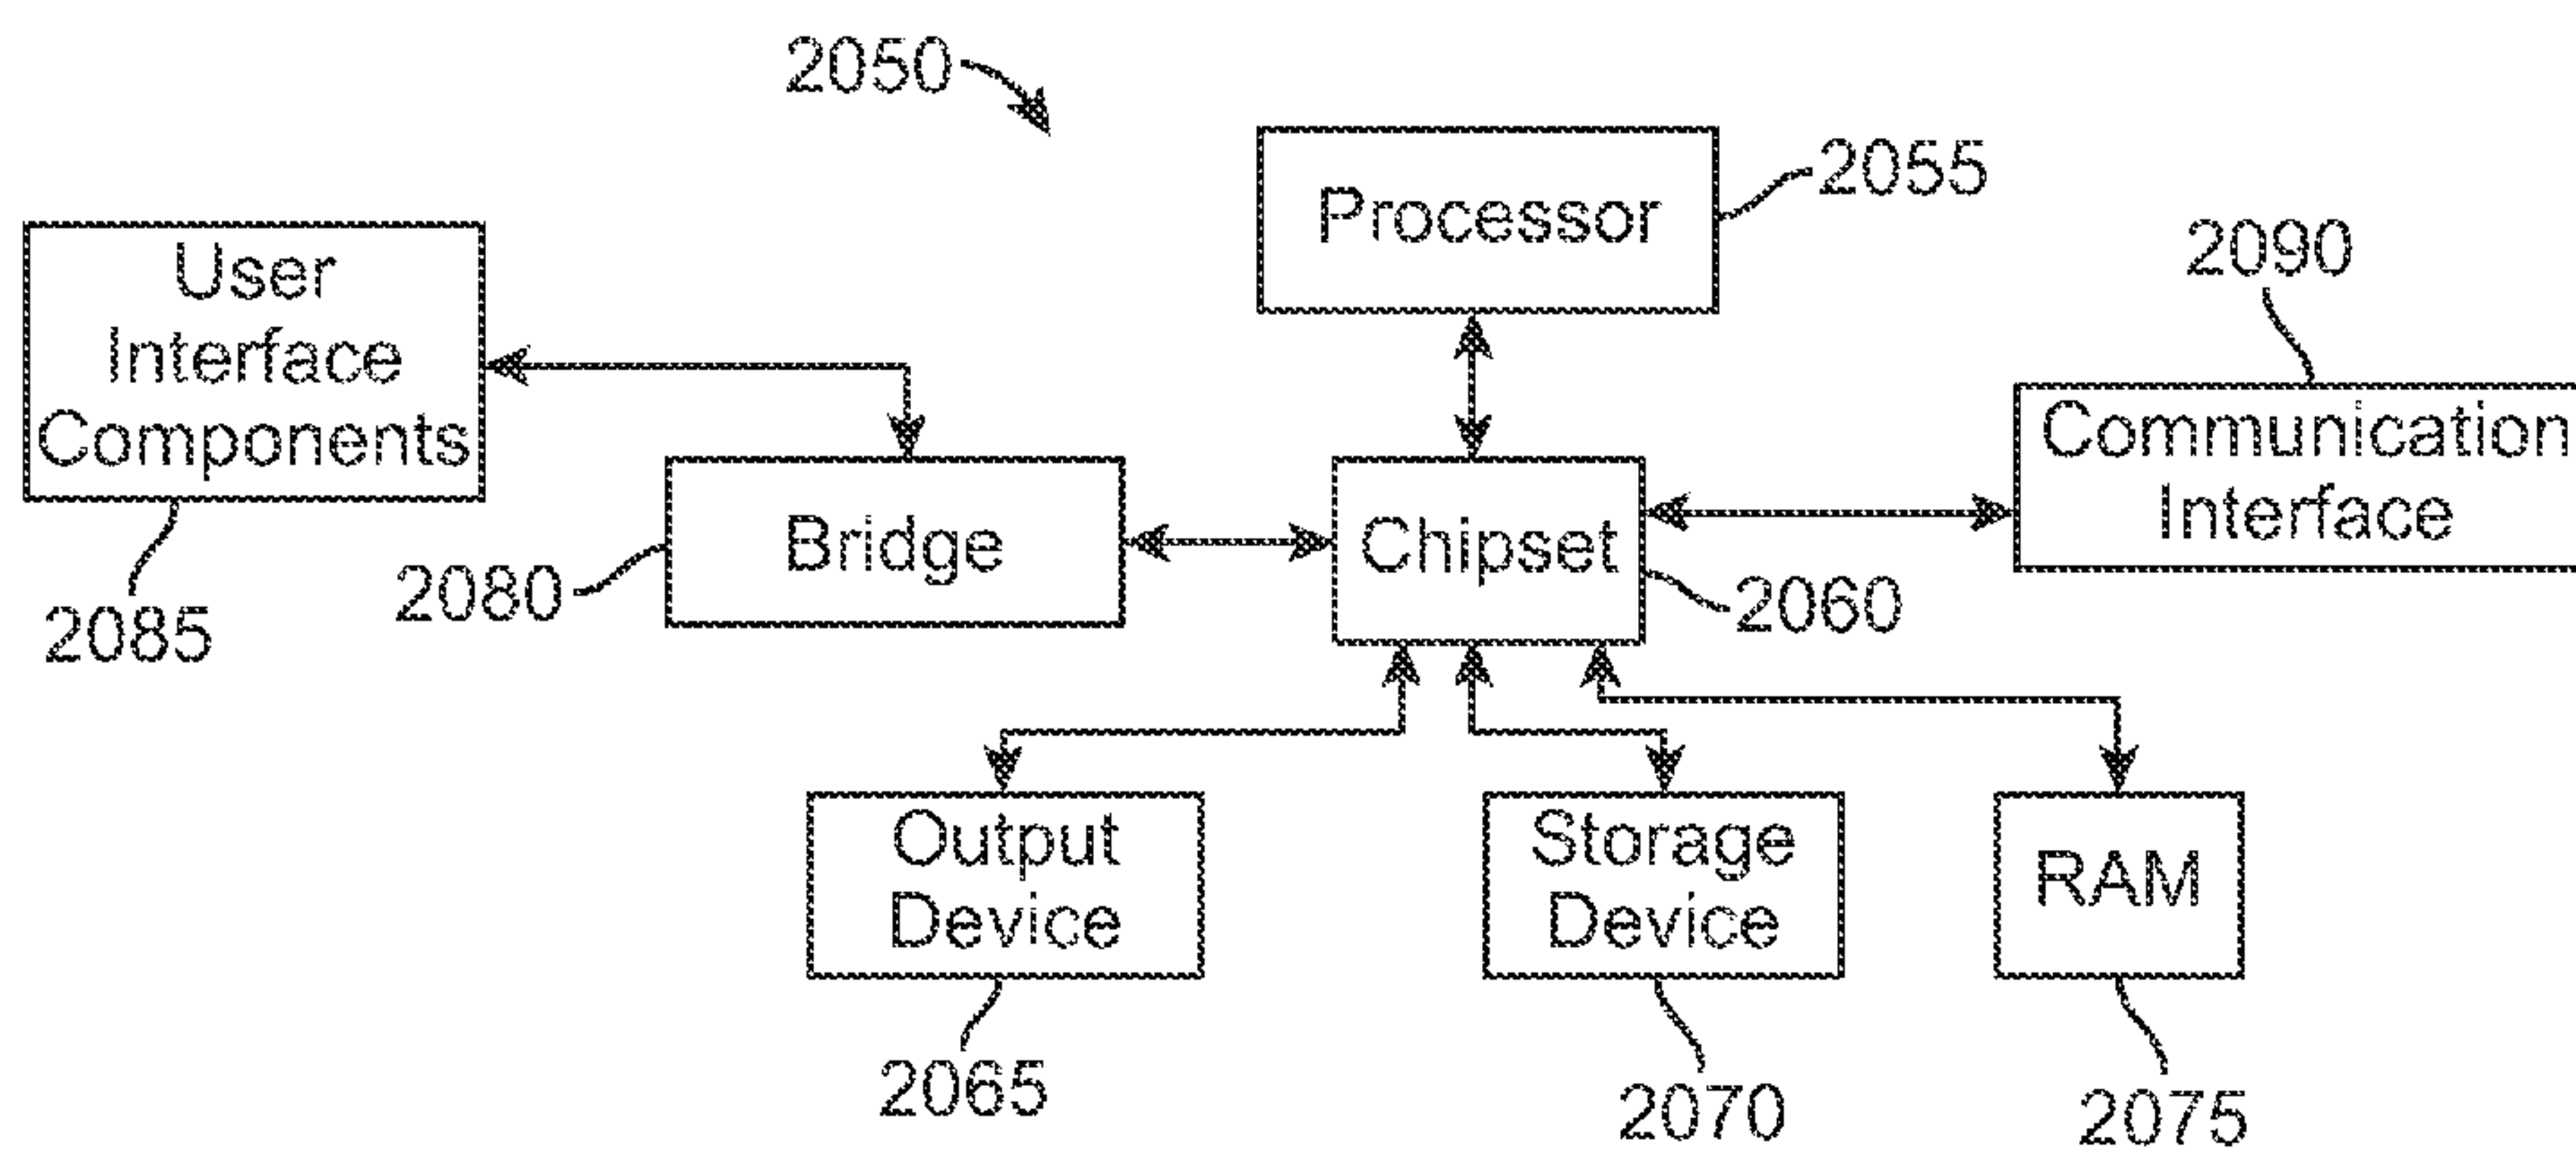 2050
Processor
2055
User
Interface
Components
2085
2090
Communication
Interface
Bridge
2080
Chipset
2060
Output
Device
2065
Storage
Device
2070
RAM
2075